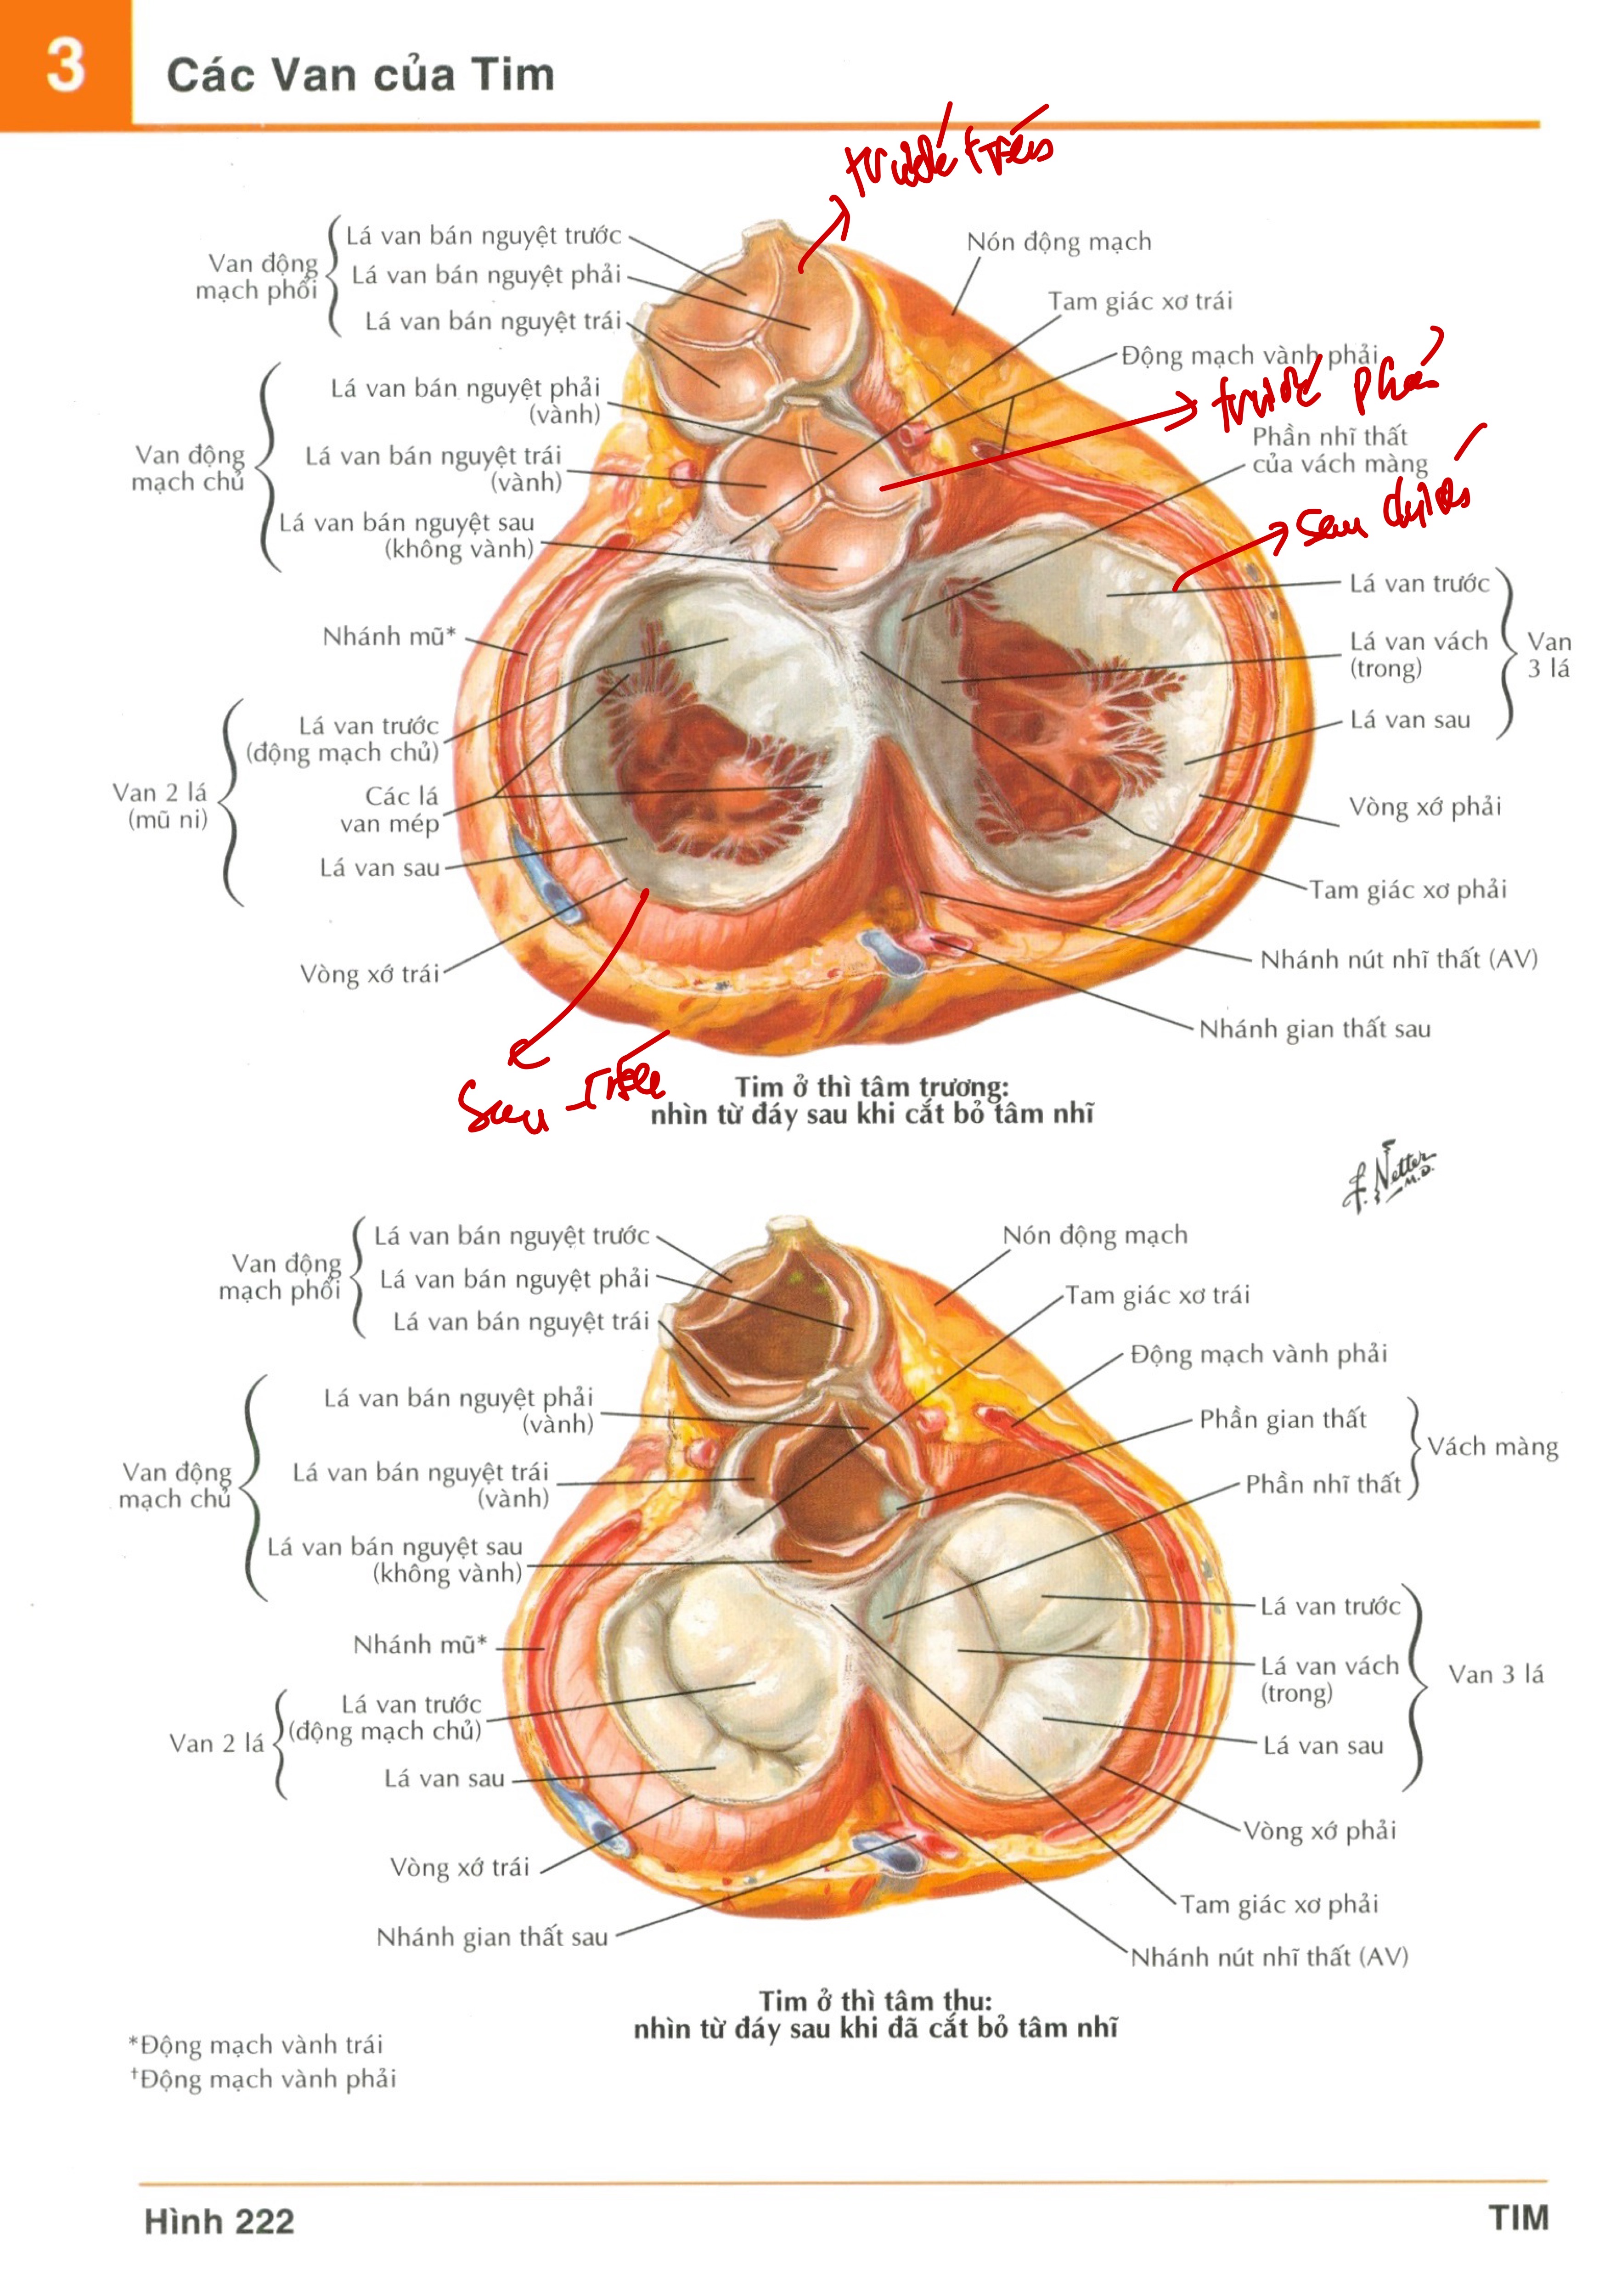 3
Các Van của Tim
trước trên
Van động
mạch phổi
Lá van bán nguyệt trước
Lá van bán nguyệt phải
Lá van bán nguyệt trái
Van động
mạch chủ
Lá van bán nguyệt phải
(vành)
Lá van bán nguyệt trái
(vành)
Lá van bán nguyệt sau
(không vành)
Nhánh mũ*
Van 2 lá
(mũ ni)
Lá van trước
(động mạch chủ)
Các lá
van mép
Lá van sau
Vòng xớ trái
Nón động mạch
Tam giác xơ trái
Động mạch vành phải
trước phải
Phần nhĩ thất
của vách màng
sau dưới
Lá van trước
Lá van vách
(trong)
Lá van sau
Van
3 lá
Vòng xớ phải
Tam giác xơ phải
Nhánh nút nhĩ thất (AV)
Nhánh gian thất sau
sau trên
Tim ở thì tâm trương:
nhìn từ đáy sau khi cắt bỏ tâm nhĩ
F. Netter
M.D.
Van động
mạch phổi
Lá van bán nguyệt trước
Lá van bán nguyệt phải
Lá van bán nguyệt trái
Van động
mạch chủ
Lá van bán nguyệt phải
(vành)
Lá van bán nguyệt trái
(vành)
Lá van bán nguyệt sau
(không vành)
Nhánh mũ*
Van 2 lá
Lá van trước
(động mạch chủ)
Lá van sau
Vòng xớ trái
Nhánh gian thất sau
Nón động mạch
Tam giác xơ trái
Động mạch vành phải
Phần gian thất
Phần nhĩ thất
Vách màng
Lá van trước
Lá van vách
(trong)
Lá van sau
Van 3 lá
Vòng xớ phải
Tam giác xơ phải
Nhánh nút nhĩ thất (AV)
Tim ở thì tâm thu:
nhìn từ đáy sau khi đã cắt bỏ tâm nhĩ
*Động mạch vành trái
†Động mạch vành phải
Hình 222
TIM